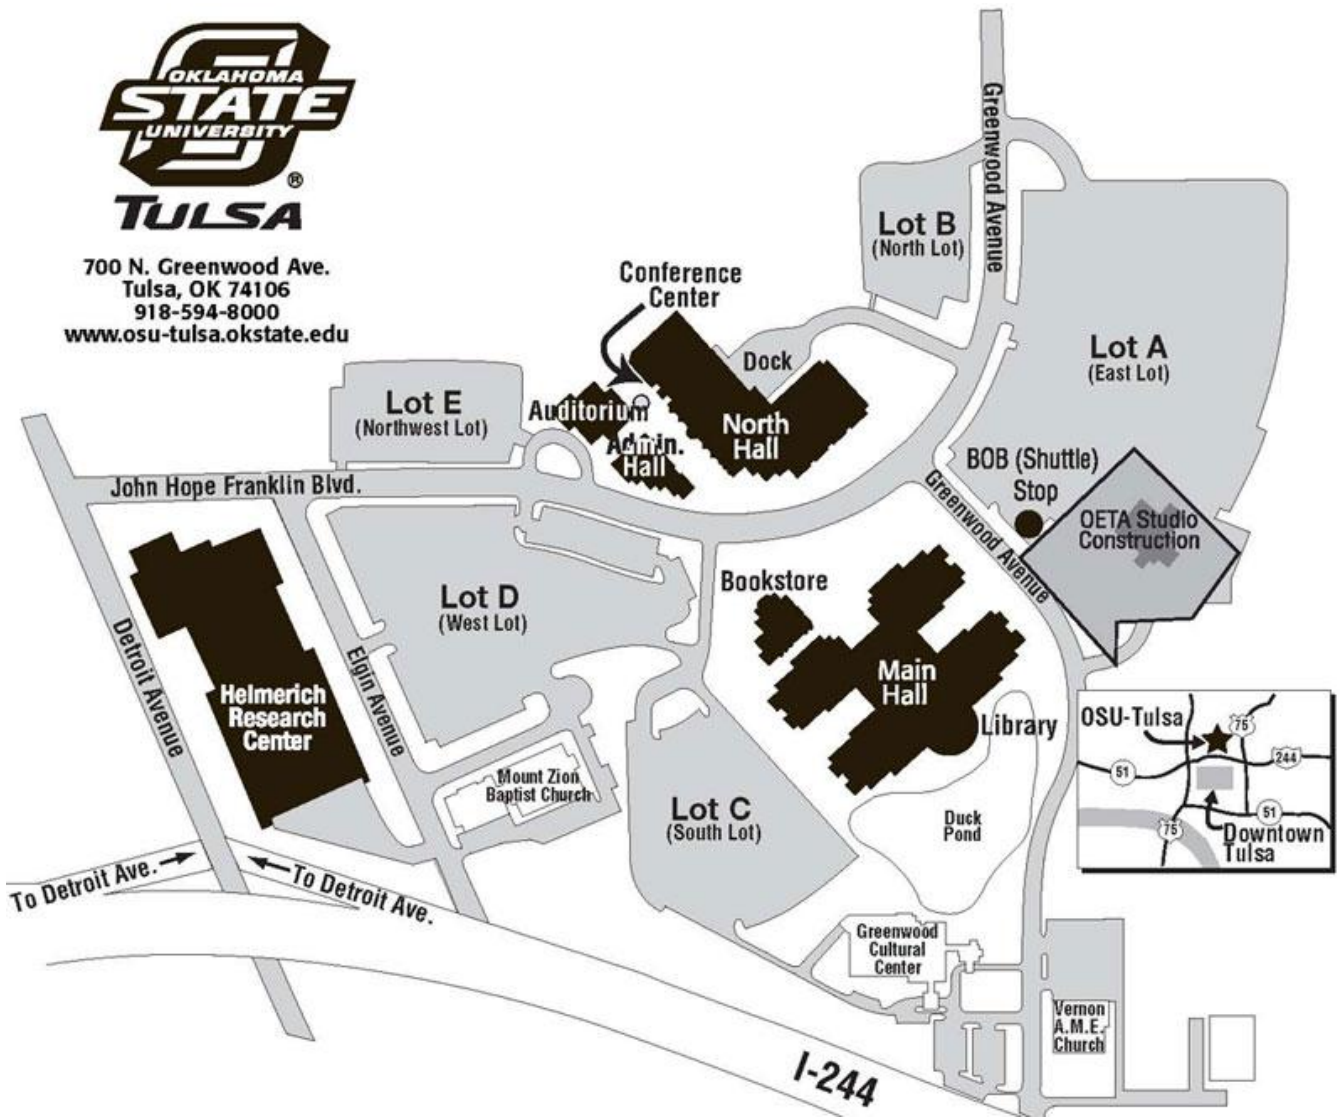 OKLAHOMA
STATE
UNIVERSITY
®
TULSA
700 N. Greenwood Ave.
Tulsa, OK 74106
918-594-8000
www.osu-tulsa.okstate.edu
Greenwood Avenue
Lot B
(North Lot)
Conference
Center
Lot A
(East Lot)
Dock
Lot E
(Northwest Lot)
Auditorium
North
Hall
Admin.
Hall
BOB (Shuttle)
Stop
John Hope Franklin Blvd.
Greenwood Avenue
OETA Studio
Construction
Bookstore
Lot D
(West Lot)
Detroit Avenue
Elgin Avenue
Main
Hall
Helmerich
Research
Center
Library
OSU-Tulsa
75
244
51
51
75
Downtown
Tulsa
Mount Zion
Baptist Church
Lot C
(South Lot)
Duck
Pond
To Detroit Ave.
To Detroit Ave.
Greenwood
Cultural
Center
Vernon
A.M.E.
Church
I-244